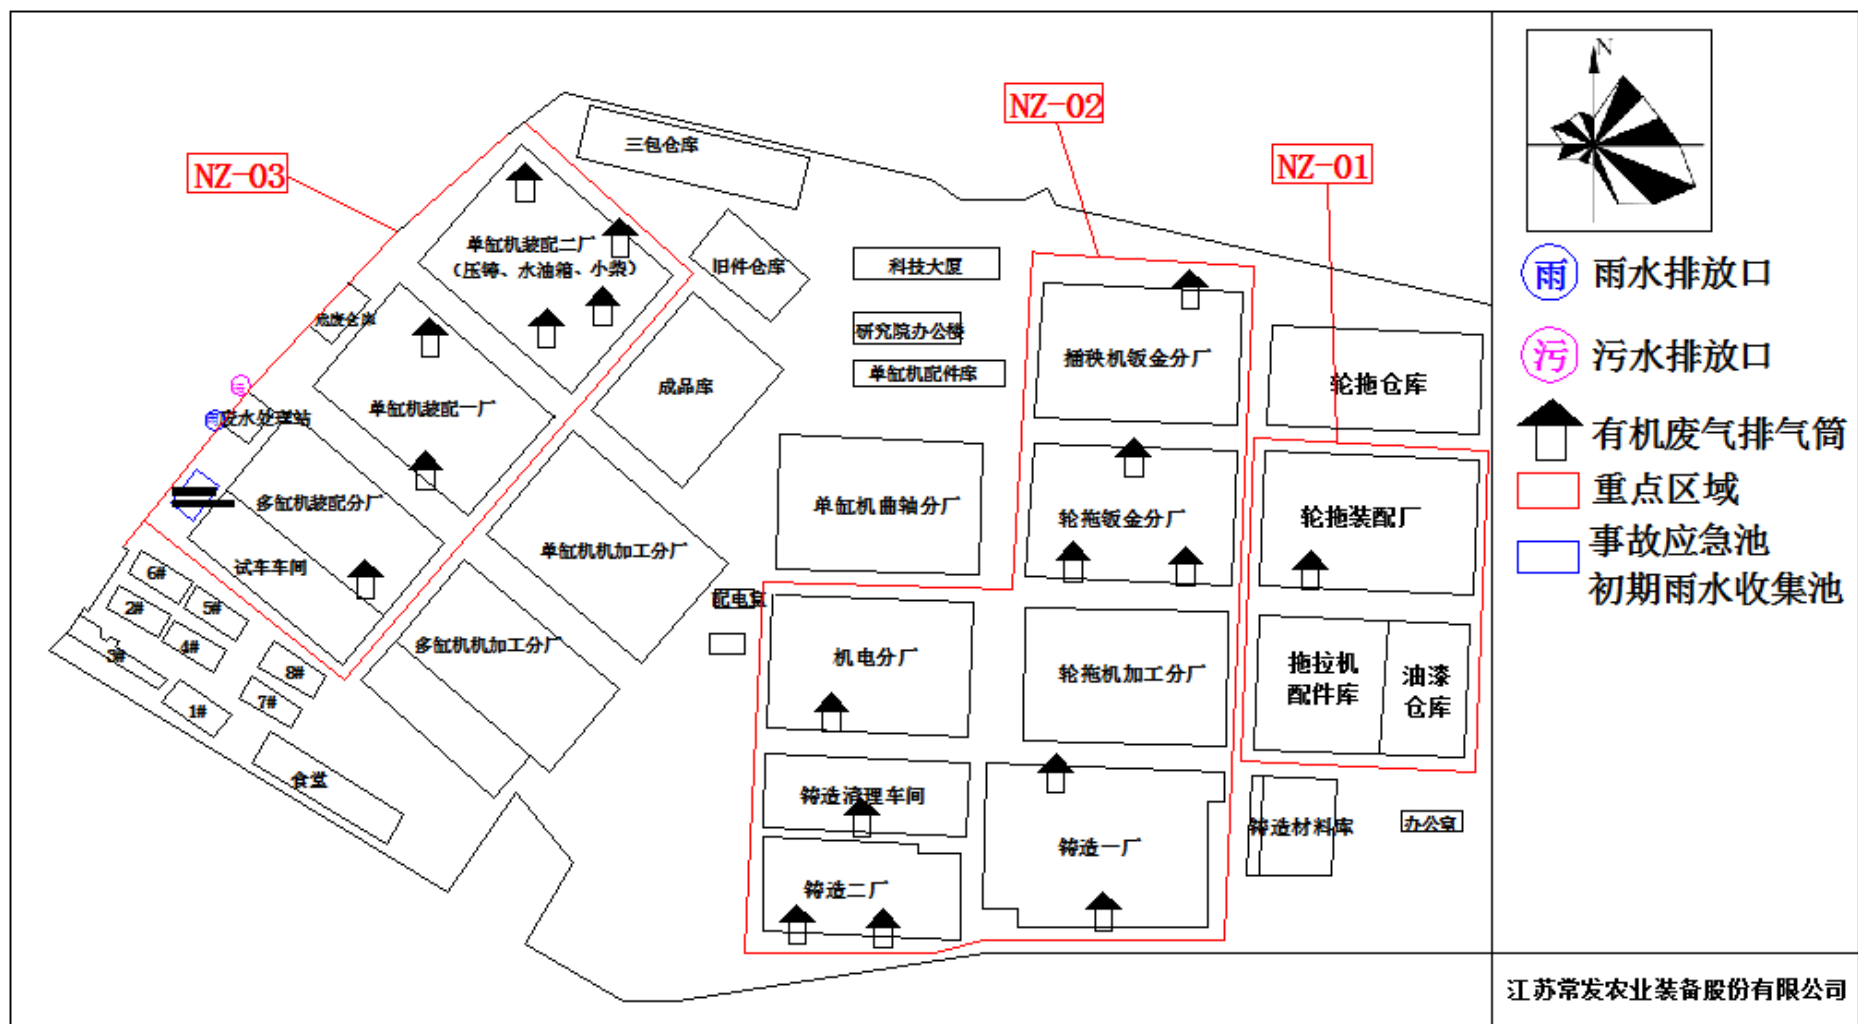 NZ-03
NZ-02
NZ-01
N
三包仓库
单缸机装配二厂
（压铸、水油箱、小柴）
旧件仓库
科技大厦
研究院办公楼
单缸机配件库
危废仓库
单缸机装配一厂
成品库
插秧机钣金分厂
轮拖仓库
污
雨
废水处理站
多缸机装配分厂
试车车间
单缸机曲轴分厂
轮拖钣金分厂
轮拖装配厂
单缸机机加工分厂
配电室
多缸机机加工分厂
机电分厂
轮拖机加工分厂
拖拉机
配件库
油漆
仓库
6#
5#
2#
4#
3#
8#
7#
1#
食堂
铸造清理车间
铸造一厂
铸造二厂
铸造材料库
办公室
雨 雨水排放口
污 污水排放口
有机废气排气筒
重点区域
事故应急池
初期雨水收集池
江苏常发农业装备股份有限公司